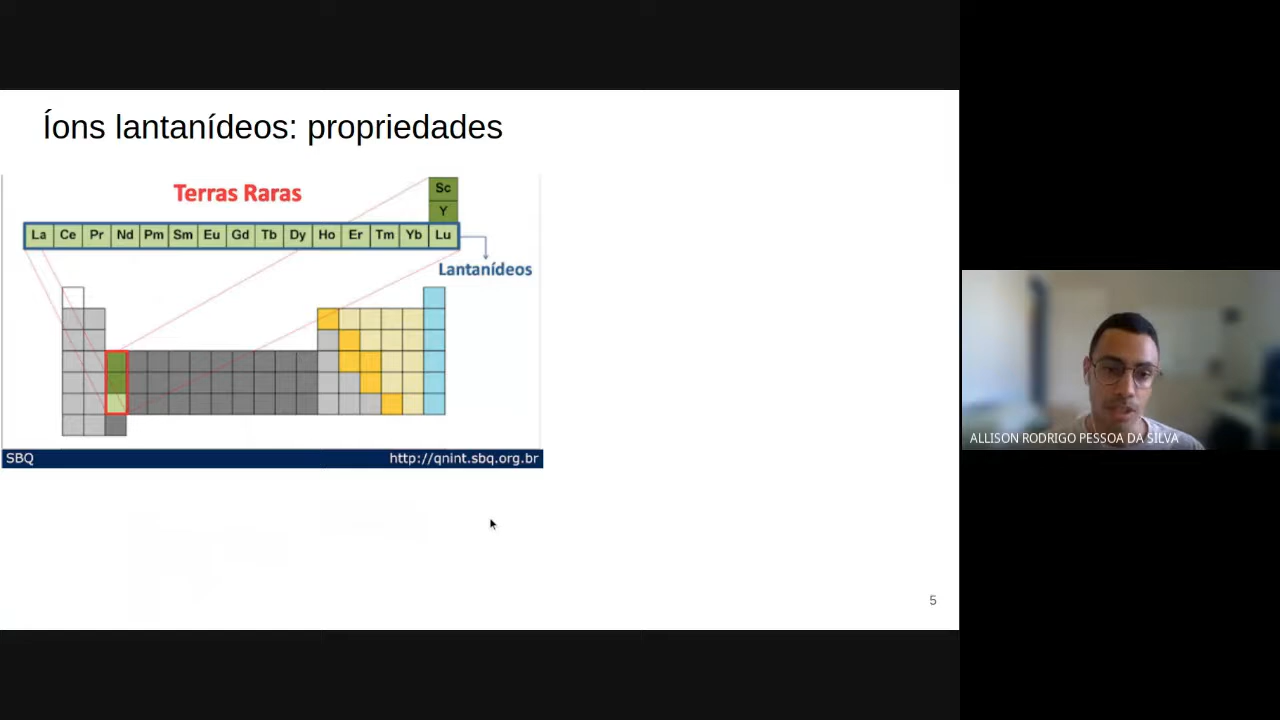 Íons lantanídeos: propriedades
Terras Raras
Sc
Y
La Ce Pr Nd Pm Sm Eu Gd Tb Dy Ho Er Tm Yb Lu
Lantanídeos
SBQ http://qnint.sbq.org.br
ALLISON RODRIGO PESSOA DA SILVA
5